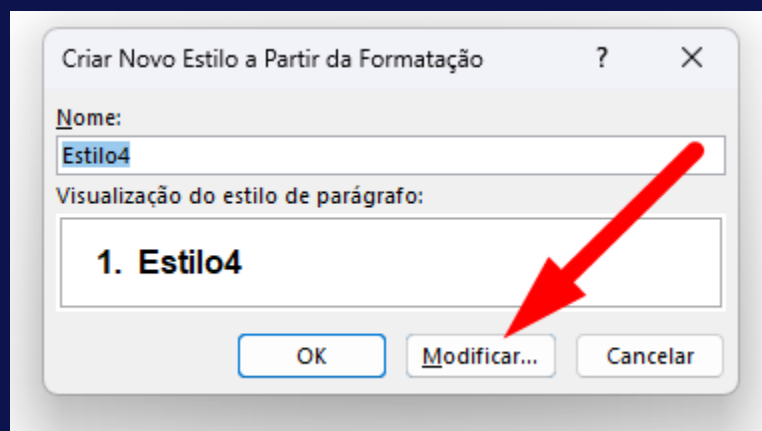 Criar Novo Estilo a Partir da Formatação ?
Nome:
Estilo4
Visualização do estilo de parágrafo:
1. Estilo4
OK Modificar... Cancelar